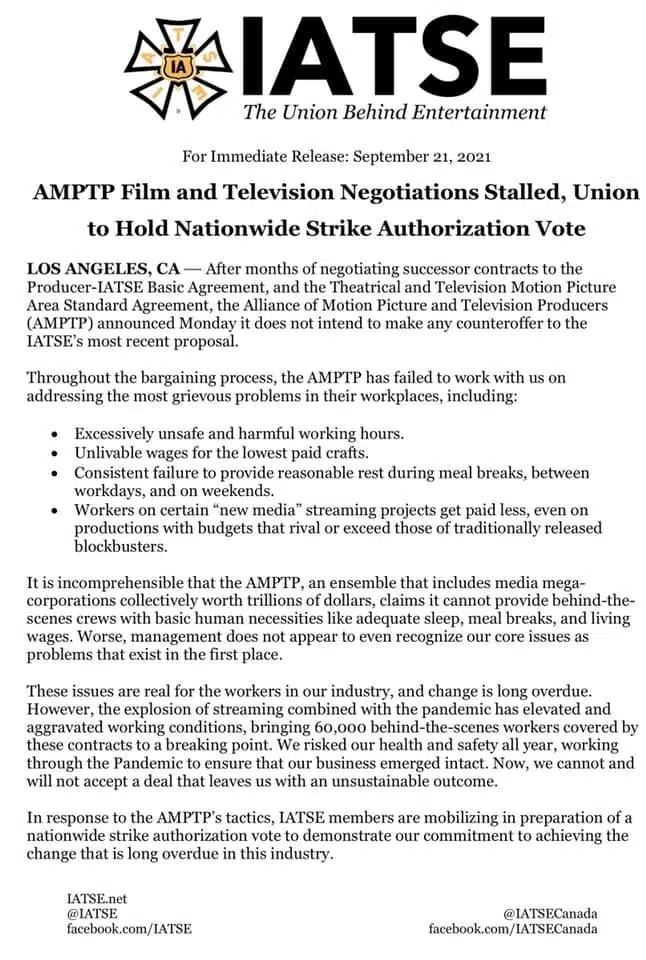 IATSE
IA
IATSE
The Union Behind Entertainment
For Immediate Release: September 21, 2021
AMPTP Film and Television Negotiations Stalled, Union
to Hold Nationwide Strike Authorization Vote
LOS ANGELES, CA — After months of negotiating successor contracts to the
Producer-IATSE Basic Agreement, and the Theatrical and Television Motion Picture
Area Standard Agreement, the Alliance of Motion Picture and Television Producers
(AMPTP) announced Monday it does not intend to make any counteroffer to the
IATSE’s most recent proposal.
Throughout the bargaining process, the AMPTP has failed to work with us on
addressing the most grievous problems in their workplaces, including:
• Excessively unsafe and harmful working hours.
• Unlivable wages for the lowest paid crafts.
• Consistent failure to provide reasonable rest during meal breaks, between
workdays, and on weekends.
• Workers on certain “new media” streaming projects get paid less, even on
productions with budgets that rival or exceed those of traditionally released
blockbusters.
It is incomprehensible that the AMPTP, an ensemble that includes media mega-
corporations collectively worth trillions of dollars, claims it cannot provide behind-the-
scenes crews with basic human necessities like adequate sleep, meal breaks, and living
wages. Worse, management does not appear to even recognize our core issues as
problems that exist in the first place.
These issues are real for the workers in our industry, and change is long overdue.
However, the explosion of streaming combined with the pandemic has elevated and
aggravated working conditions, bringing 60,000 behind-the-scenes workers covered by
these contracts to a breaking point. We risked our health and safety all year, working
through the Pandemic to ensure that our business emerged intact. Now, we cannot and
will not accept a deal that leaves us with an unsustainable outcome.
In response to the AMPTP’s tactics, IATSE members are mobilizing in preparation of a
nationwide strike authorization vote to demonstrate our commitment to achieving the
change that is long overdue in this industry.
IATSE.net
@IATSE
facebook.com/IATSE
@IATSECanada
facebook.com/IATSECanada